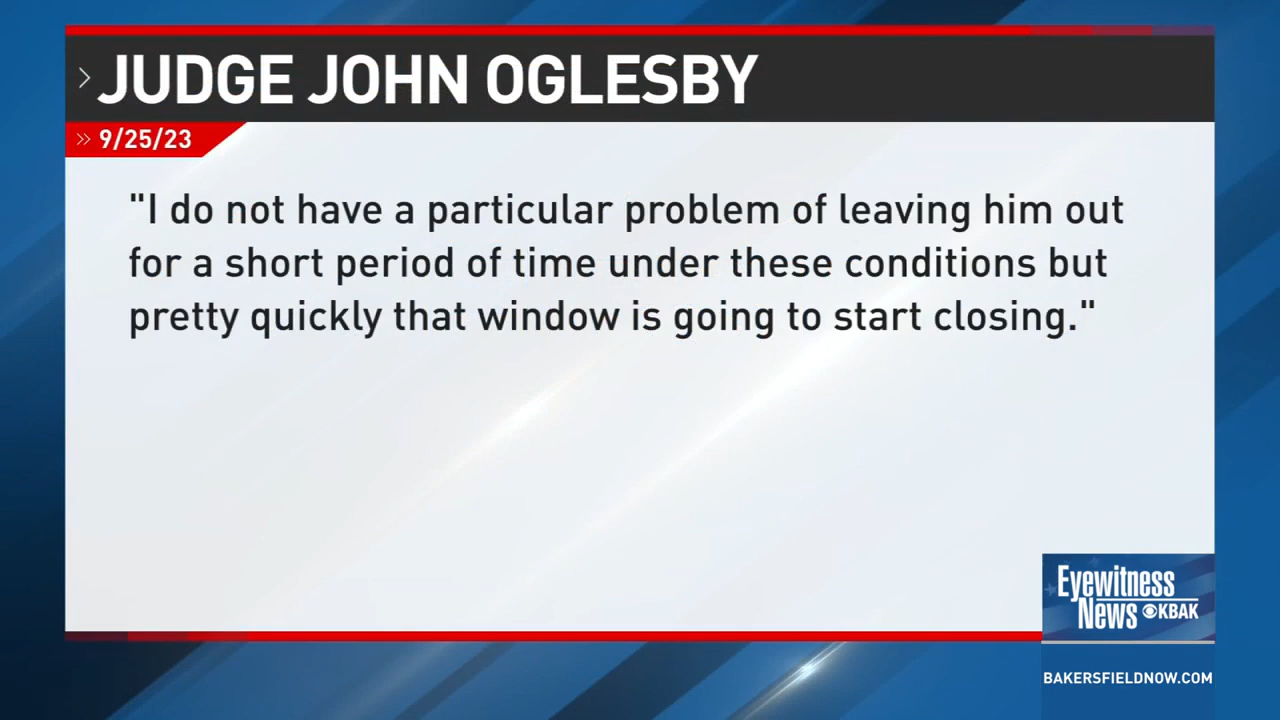 JUDGE JOHN OGLESBY
9/25/23
"I do not have a particular problem of leaving him out
for a short period of time under these conditions but
pretty quickly that window is going to start closing."
Eyewitness
News KBAK
BAKERSFIELDNOW.COM